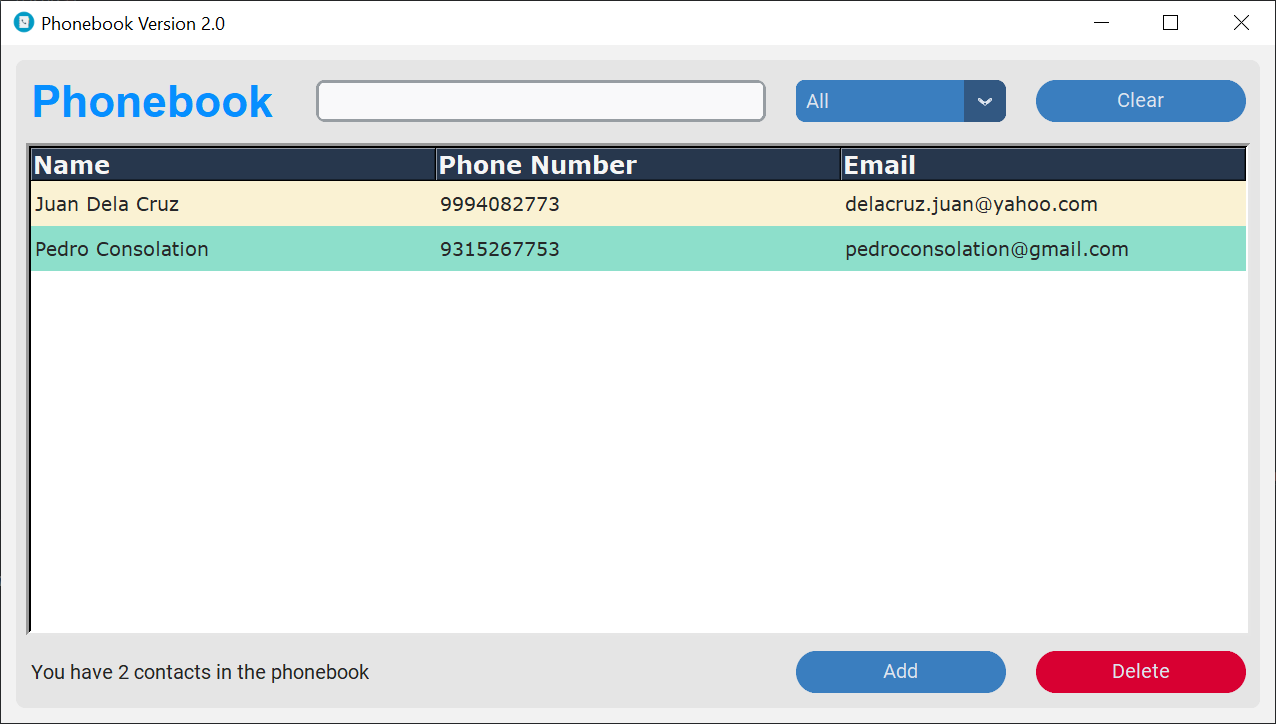 Phonebook Version 2.0
Phonebook All Clear
Name Phone Number Email
Juan Dela Cruz 9994082773 delacruz.juan@yahoo.com
Pedro Consolation 9315267753 pedroconsolation@gmail.com
You have 2 contacts in the phonebook Add Delete